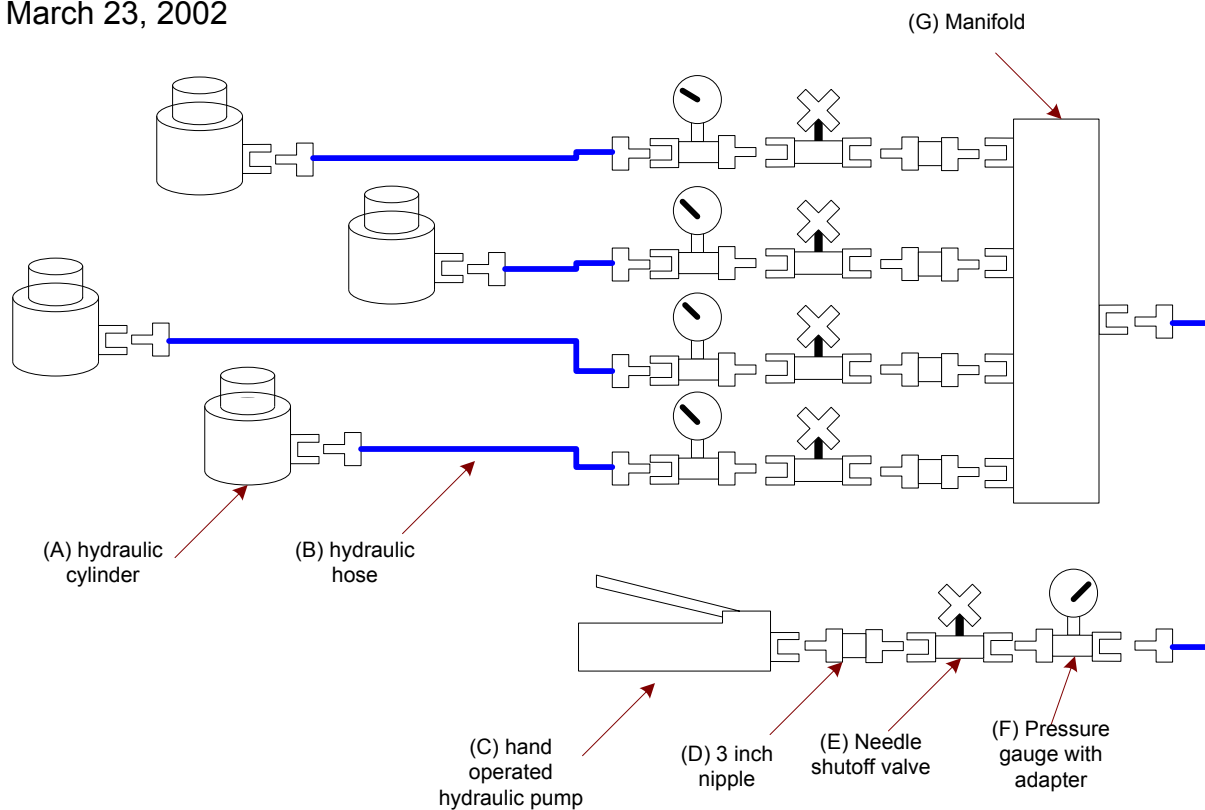 March 23, 2002
(G) Manifold
(A) hydraulic
cylinder
(B) hydraulic
hose
(C) hand
operated
hydraulic pump
(D) 3 inch
nipple
(E) Needle
shutoff valve
(F) Pressure
gauge with
adapter